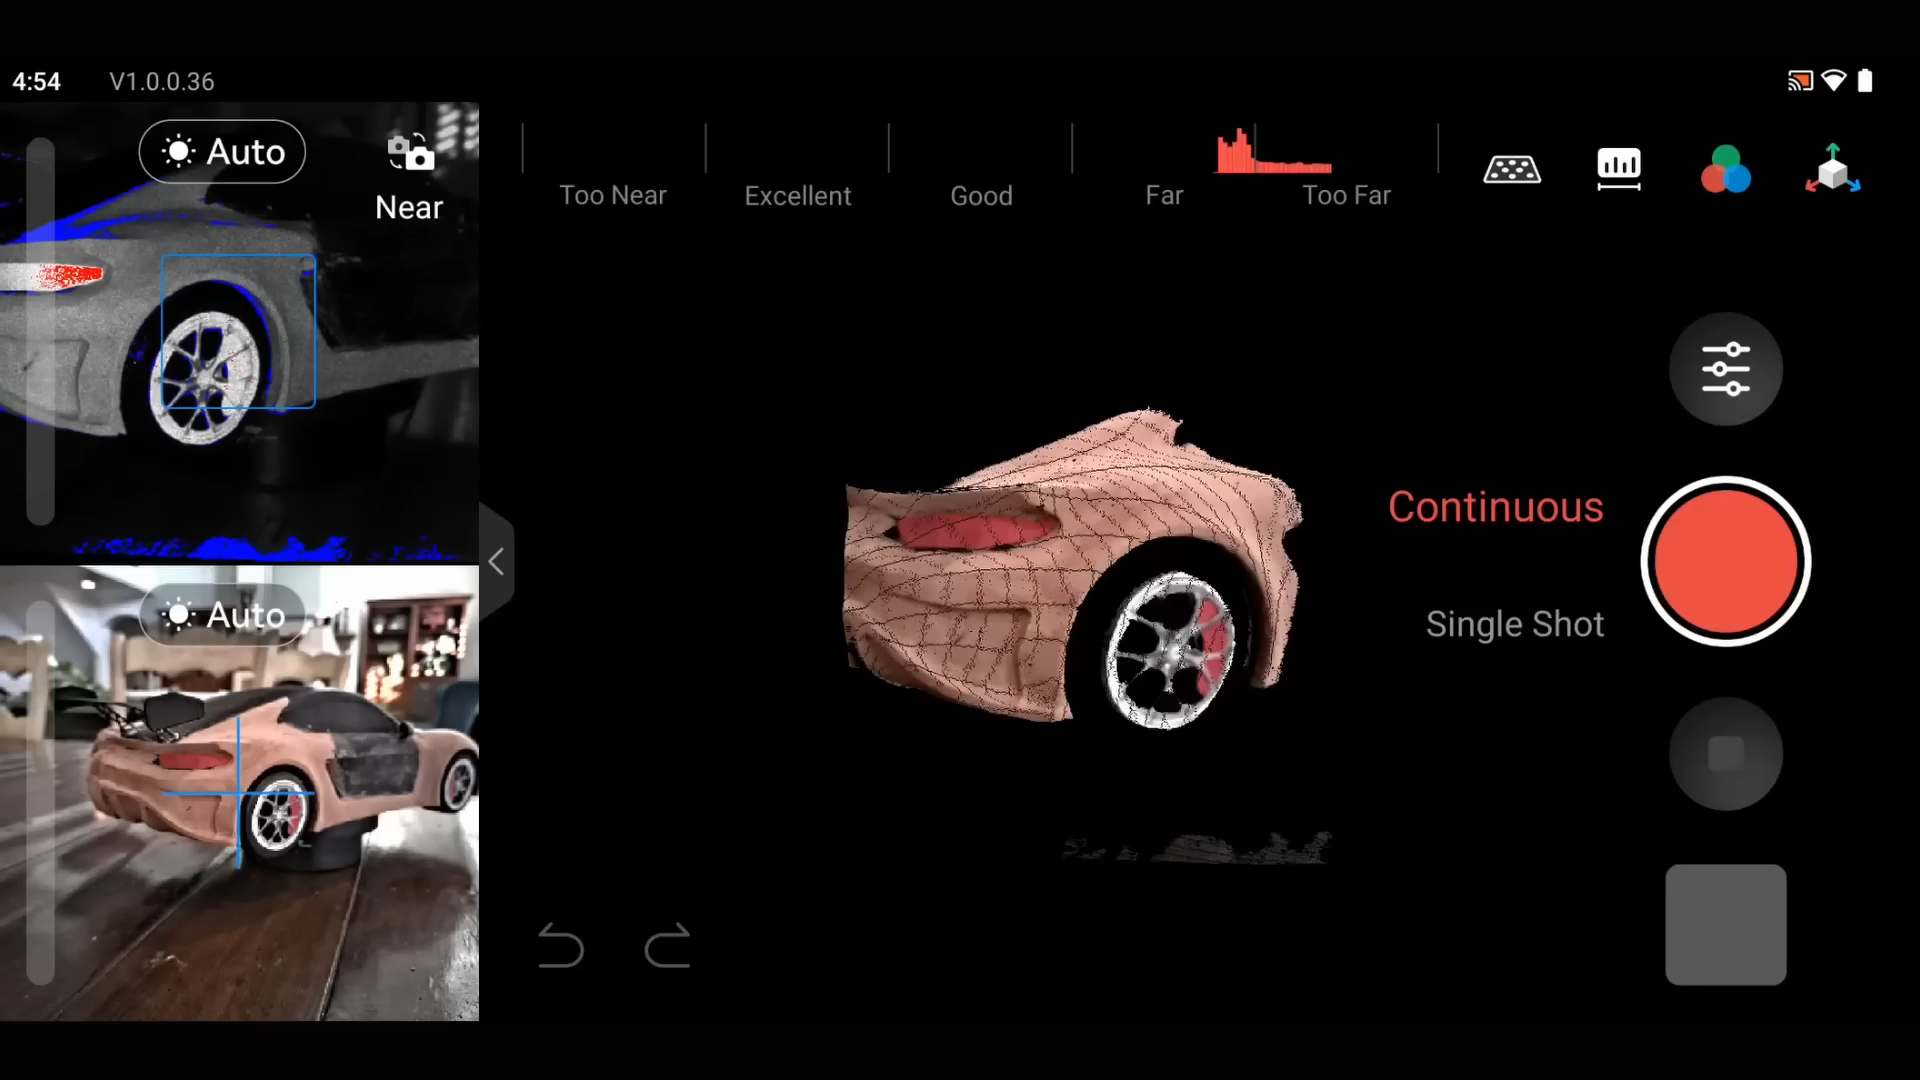 4:54 V1.0.0.36
Auto
Near
Too Near Excellent Good Far Too Far
Continuous
Single Shot
Auto